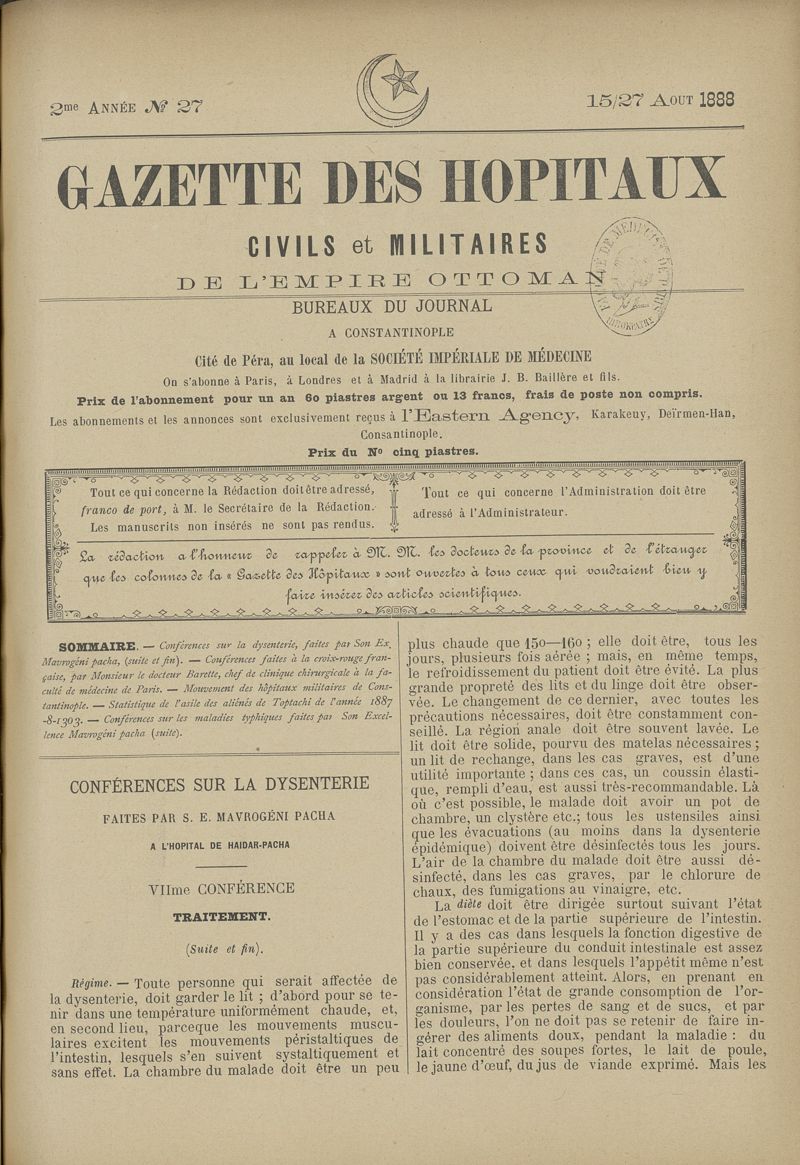 2me ANNÉE № 27
15/27 AOUT 1888
GAZETTE DES HOPITAUX
CIVILS et MILITAIRES
DE L'EMPIRE OTTOMAN
BUREAUX DU JOURNAL
A CONSTANTINOPLE
Cité de Péra, au local de la SOCIÉTÉ IMPÉRIALE DE MÉDECINE
On s'abonne à Paris, à Londres et à Madrid à la librairie J. B. Baillère et fils.
Prix de l'abonnement pour un an 60 piastres argent ou 13 francs, frais de poste non compris.
Les abonnements et les annonces sont exclusivement reçus à l'Eastern Agency, Karakeuy, Deïrmen-Han,
Consantinople.
Prix du No cinq piastres.
Tout ce qui concerne la Rédaction doit être adressé,
franco de port, à M. le Secrétaire de la Rédaction.
Les manuscrits non insérés ne sont pas rendus.
Tout ce qui concerne l'Administration doit être
adressé à l'Administrateur.
La rédaction a l'honneur de rappeler à MM. les docteurs de la province et de l'étranger
que les colonnes de la « Gazette des Hôpitaux » sont ouvertes à tous ceux qui voudraient bien y
faire insérer des articles scientifiques.
SOMMAIRE. — Conférences sur la dysenterie, faites par Son Ex.
Mavrogéni pacha, (suite et fin). — Conférences faites à la croix-rouge fran-
çaise, par Monsieur le docteur Barette, chef de clinique chirurgicale à la fa-
culté de médecine de Paris. — Mouvement des hôpitaux militaires de Cons-
tantinople. — Statistique de l'asile des aliénés de Toptachi de l'année 1887
-8-1303. — Conférences sur les maladies typhiques faites par Son Excel-
lence Mavrogéni pacha (suite).
CONFÉRENCES SUR LA DYSENTERIE
FAITES PAR S. E. MAVROGÉNI PACHA
A L'HOPITAL DE HAIDAR-PACHA
VIIme CONFÉRENCE
TRAITEMENT.
(Suite et fin).
Régime. — Toute personne qui serait affectée de
la dysenterie, doit garder le lit ; d'abord pour se te-
nir dans une température uniformément chaude, et,
en second lieu, parceque les mouvements muscu-
laires excitent les mouvements péristaltiques de
l'intestin, lesquels s'en suivent systaltiquement et
sans effet. La chambre du malade doit être un peu
plus chaude que 15o—16o ; elle doit être, tous les
jours, plusieurs fois aérée ; mais, en même temps,
le refroidissement du patient doit être évité. La plus
grande propreté des lits et du linge doit être obser-
vée. Le changement de ce dernier, avec toutes les
précautions nécessaires, doit être constamment con-
seillé. La région anale doit être souvent lavée. Le
lit doit être solide, pourvu des matelas nécessaires ;
un lit de rechange, dans les cas graves, est d'une
utilité importante ; dans ces cas, un coussin élasti-
que, rempli d'eau, est aussi très-recommandable. Là
où c'est possible, le malade doit avoir un pot de
chambre, un clystère etc.; tous les ustensiles ainsi
que les évacuations (au moins dans la dysenterie
épidémique) doivent être désinfectés tous les jours.
L'air de la chambre du malade doit être aussi dé-
sinfecté, dans les cas graves, par le chlorure de
chaux, des fumigations au vinaigre, etc.
La diète doit être dirigée surtout suivant l'état
de l'estomac et de la partie supérieure de l'intestin.
Il y a des cas dans lesquels la fonction digestive de
la partie supérieure du conduit intestinale est assez
bien conservée, et dans lesquels l'appétit même n'est
pas considérablement atteint. Alors, en prenant en
considération l'état de grande consomption de l'or-
ganisme, par les pertes de sang et de sucs, et par
les douleurs, l'on ne doit pas se retenir de faire in-
gérer des aliments doux, pendant la maladie : du
lait concentré des soupes fortes, le lait de poule,
le jaune d'œuf, du jus de viande exprimé. Mais les